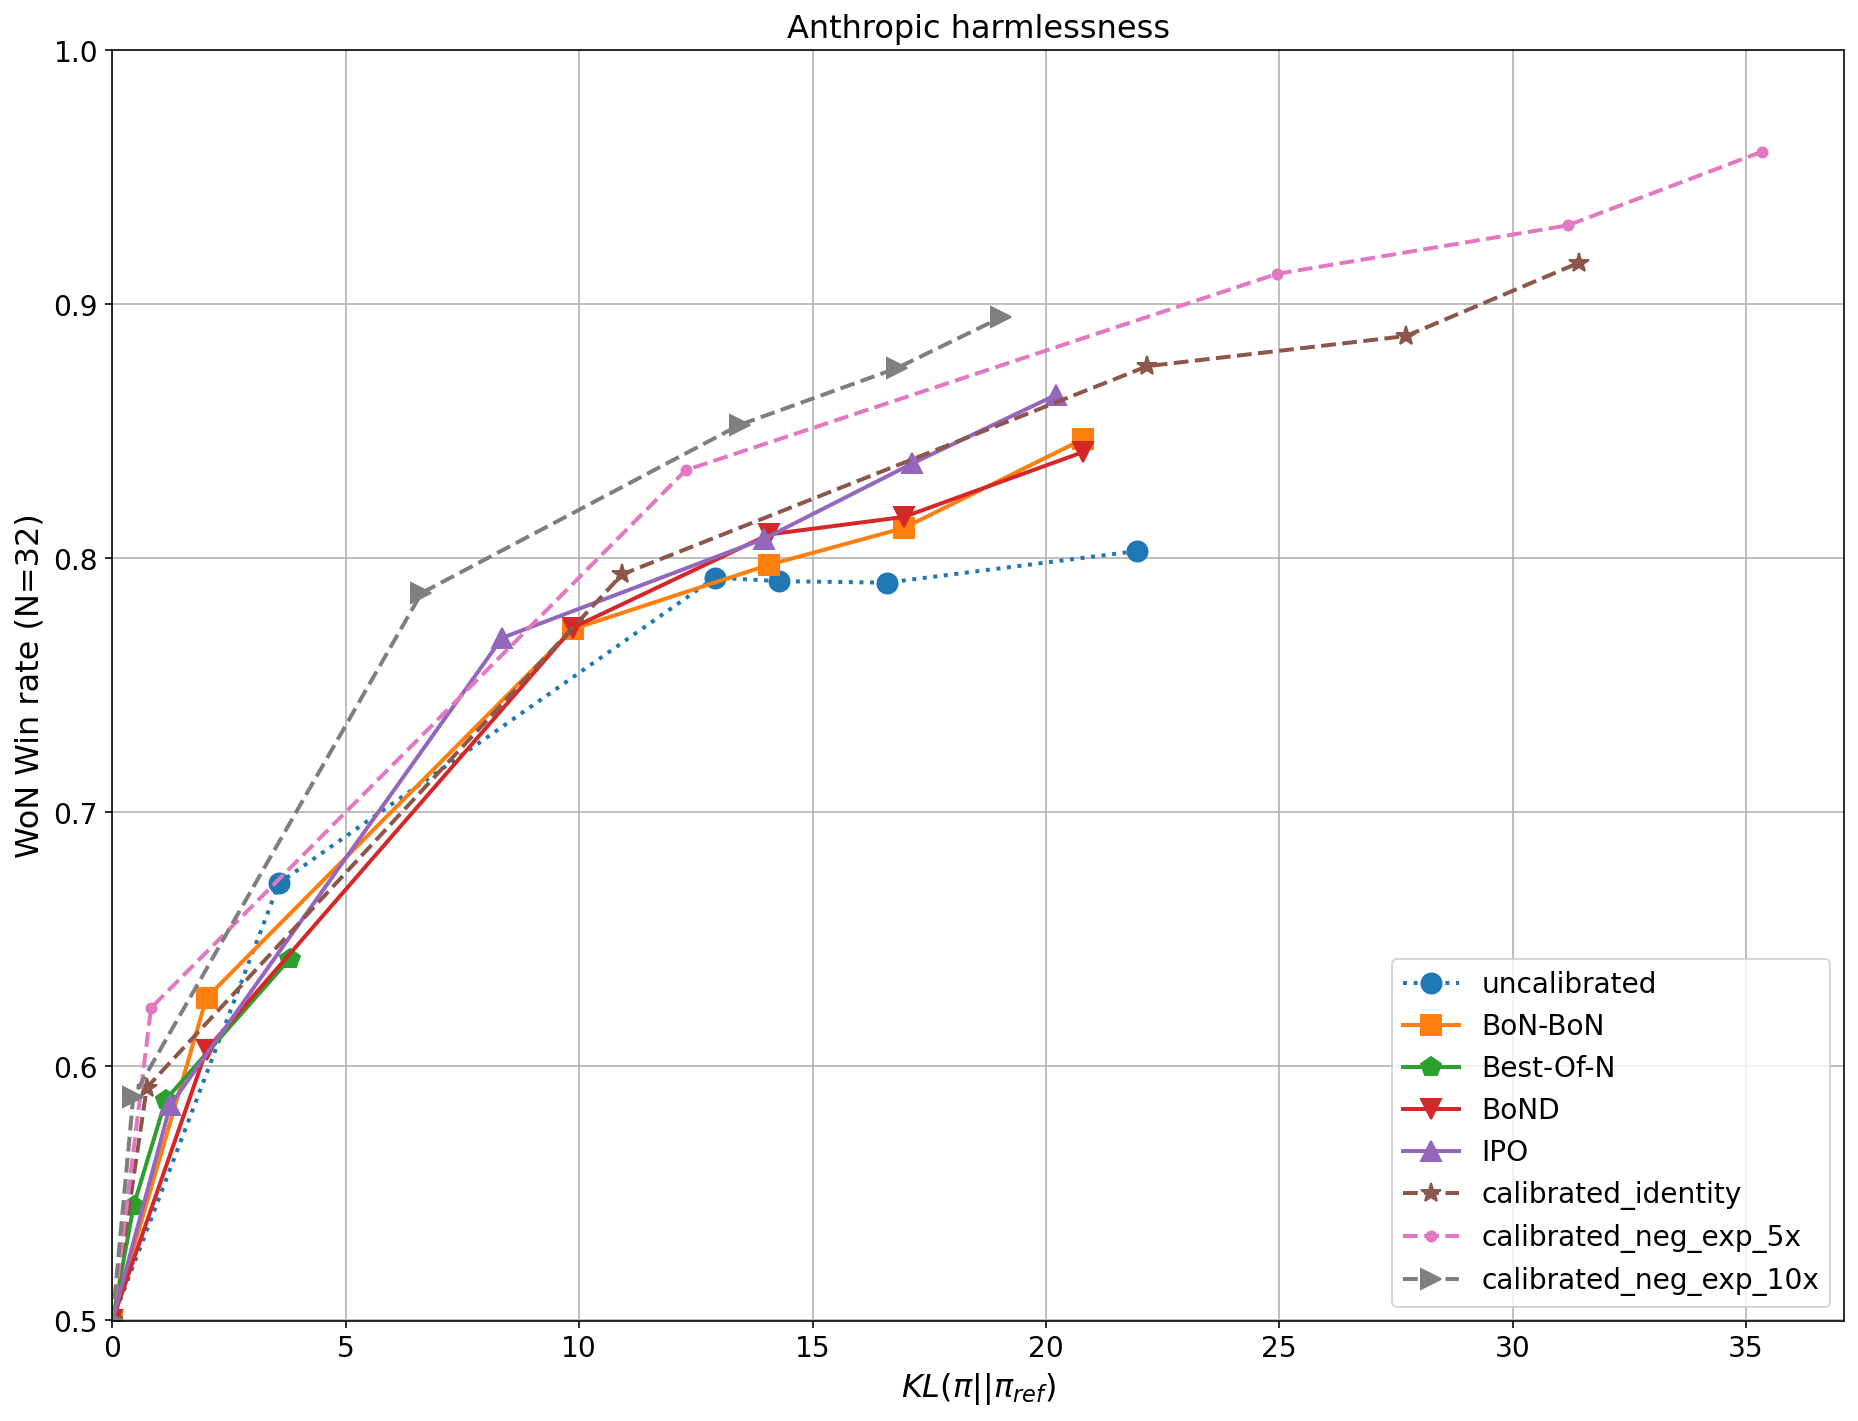 Anthropic harmlessness
WoN Win rate (N=32)
1.0
0.9
0.8
0.7
0.6
0.5
0
5
10
15
20
25
30
35
KL(π||π_ref)
uncalibrated
BoN-BoN
Best-Of-N
BoND
IPO
calibrated_identity
calibrated_neg_exp_5x
calibrated_neg_exp_10x